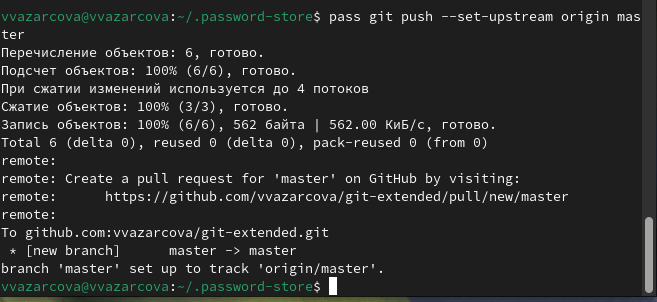 vvazarcova@vvazarcova:~/.password-store$ pass git push --set-upstream origin mas
ter
Перечисление объектов: 6, готово.
Подсчет объектов: 100% (6/6), готово.
При сжатии изменений используется до 4 потоков
Сжатие объектов: 100% (3/3), готово.
Запись объектов: 100% (6/6), 562 байта | 562.00 КиБ/с, готово.
Total 6 (delta 0), reused 0 (delta 0), pack-reused 0 (from 0)
remote:
remote: Create a pull request for 'master' on GitHub by visiting:
remote:      https://github.com/vvazarcova/git-extended/pull/new/master
remote:
To github.com:vvazarcova/git-extended.git
 * [new branch]      master -> master
branch 'master' set up to track 'origin/master'.
vvazarcova@vvazarcova:~/.password-store$